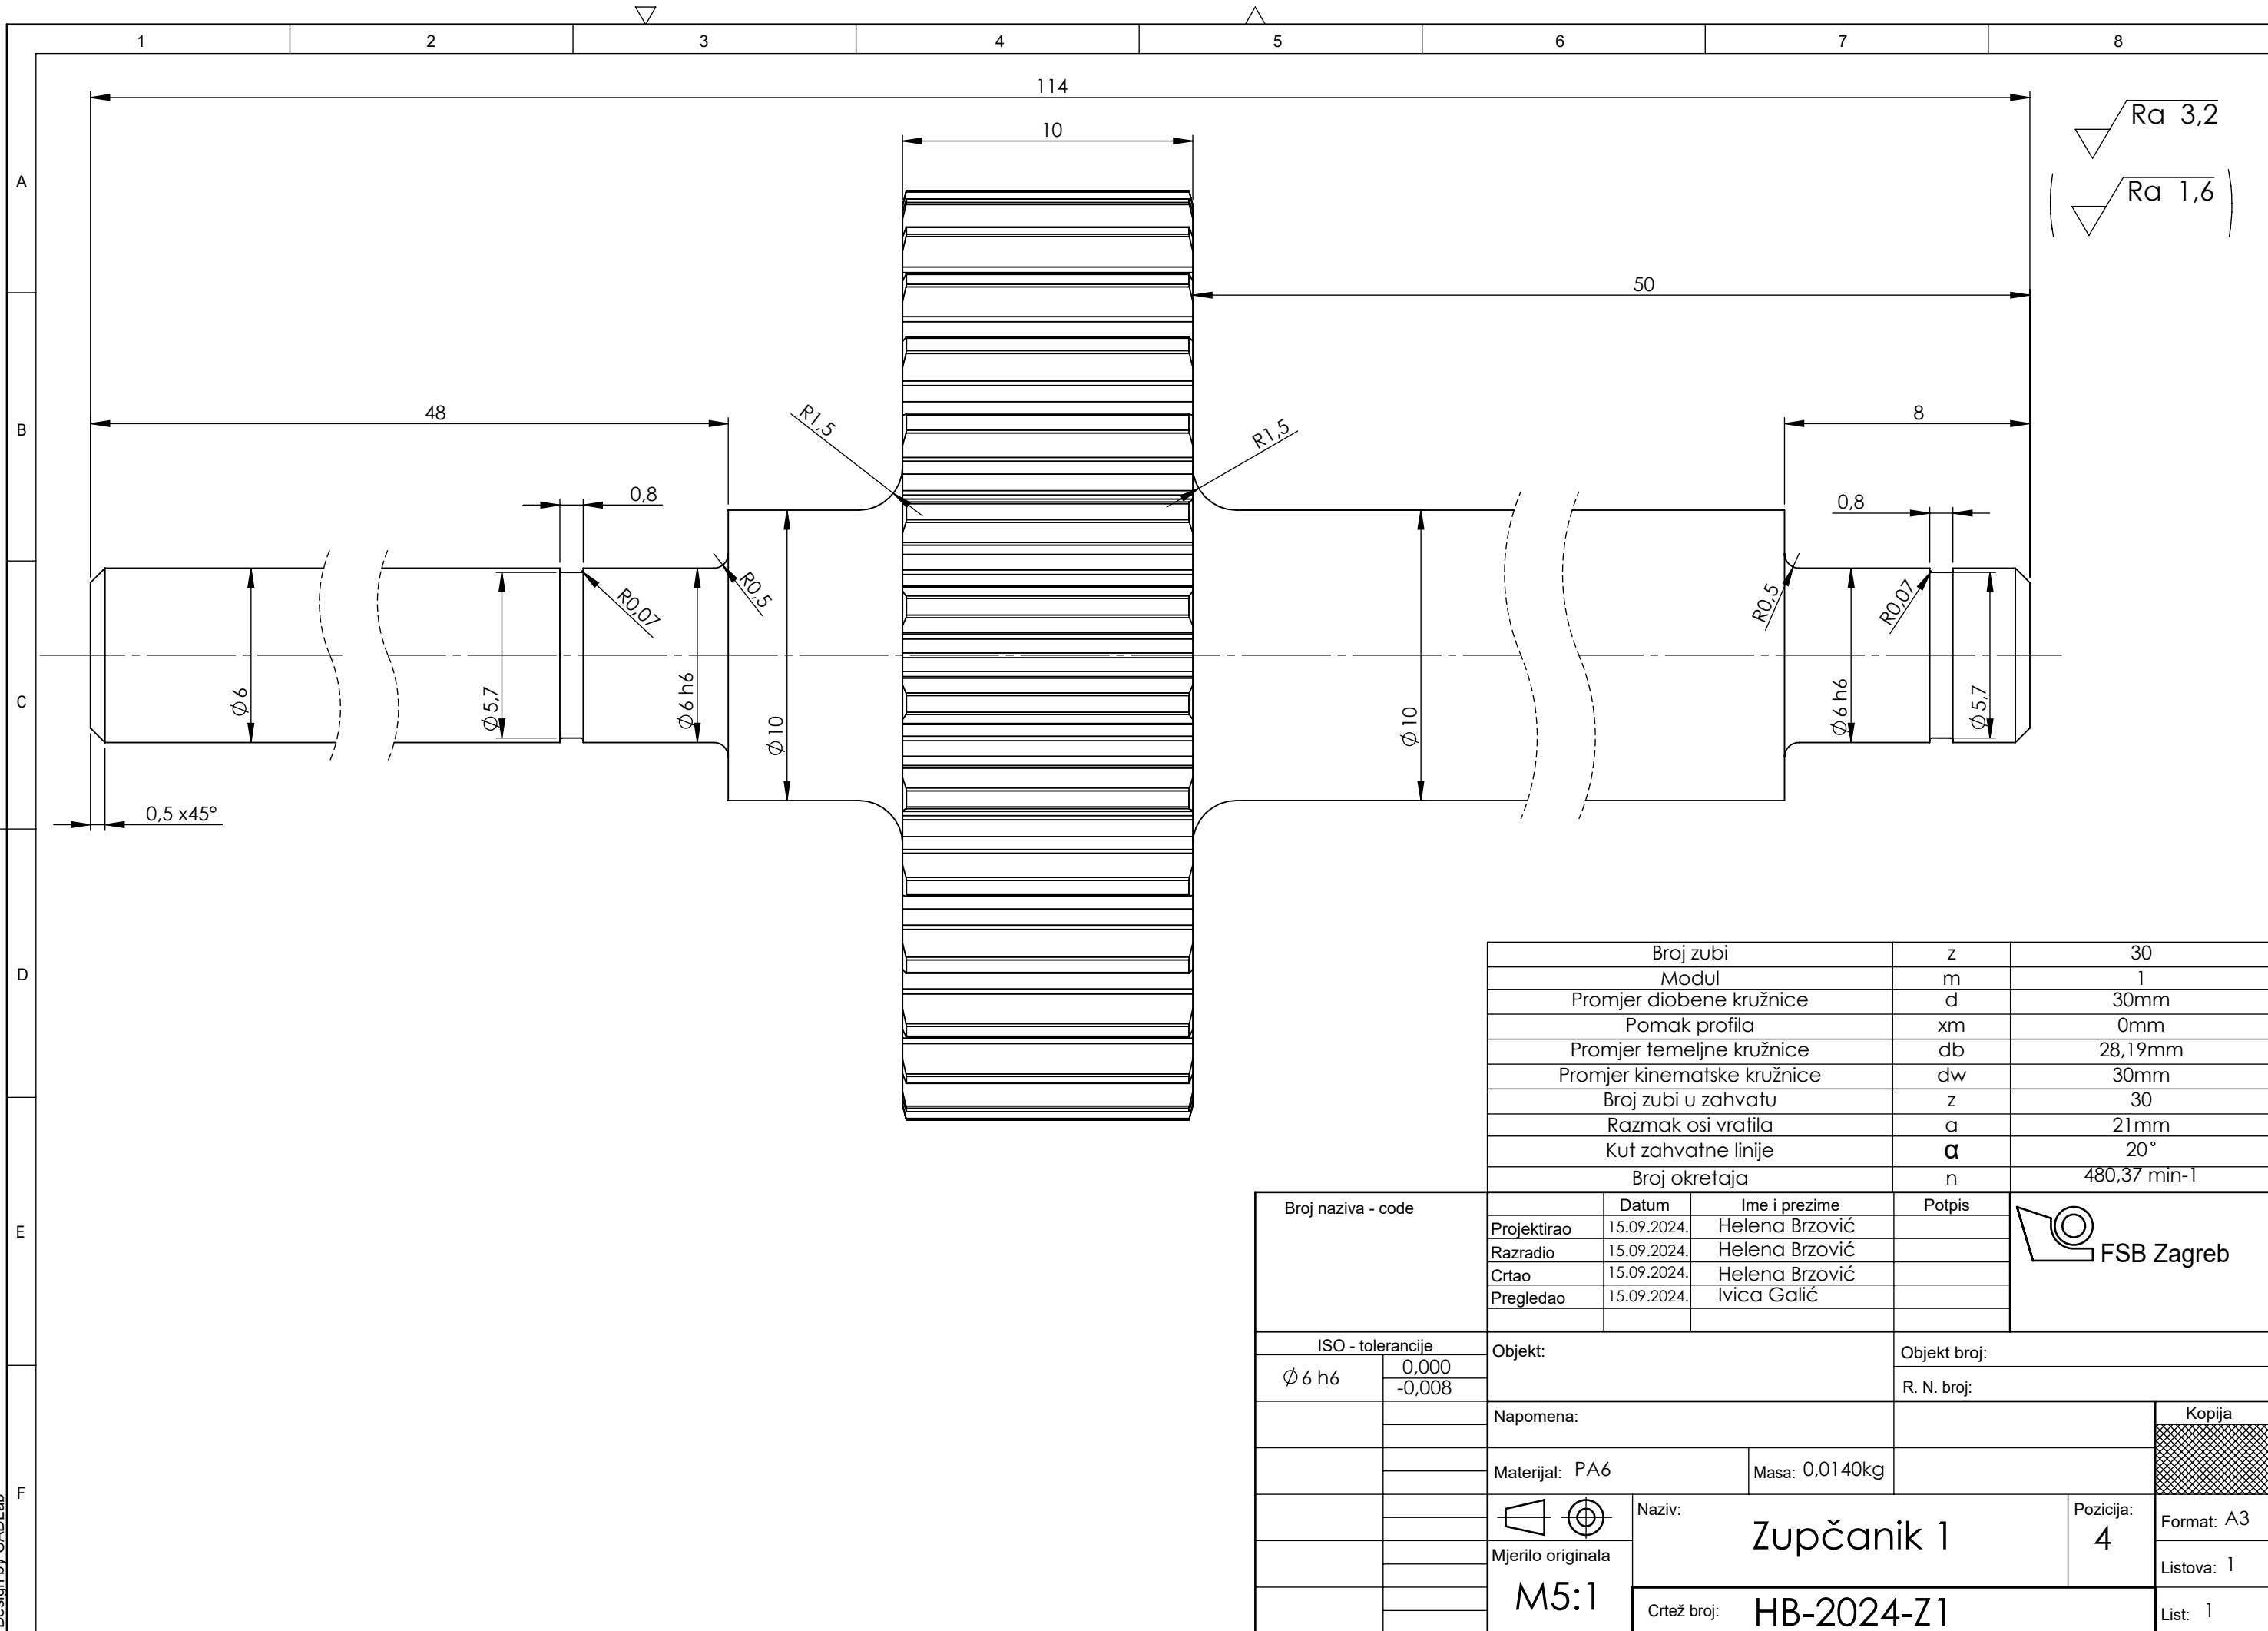 1 2 3 4 5 6 7 8
A
B
C
D
E
F
114
10
Ra 3,2
Ra 1,6
50
48
8
R1,5
R1,5
0,8
0,8
R0,07
R0,5
R0,5
R0,07
Ø6
Ø5,7
Ø6 h6
Ø10
Ø10
Ø6 h6
Ø5,7
0,5 x45°
Broj zubi z 30
Modul m 1
Promjer diobene kružnice d 30mm
Pomak profila xm 0mm
Promjer temeljne kružnice db 28,19mm
Promjer kinematske kružnice dw 30mm
Broj zubi u zahvatu z 30
Razmak osi vratila a 21mm
Kut zahvatne linije α 20°
Broj okretaja n 480,37 min-1
Broj naziva - code
Datum Ime i prezime Potpis
Projektirao 15.09.2024. Helena Brzović
Razradio 15.09.2024. Helena Brzović
Crtao 15.09.2024. Helena Brzović
Pregledao 15.09.2024. Ivica Galić
FSB Zagreb
ISO - tolerancije
Ø6 h6 0,000
-0,008
Objekt:
Objekt broj:
R. N. broj:
Napomena:
Kopija
Materijal: PA6
Masa: 0,0140kg
Naziv:
Zupčanik 1
Pozicija:
4
Format: A3
Mjerilo originala
M5:1
Listova: 1
Crtež broj: HB-2024-Z1
List: 1
Design by CADLab